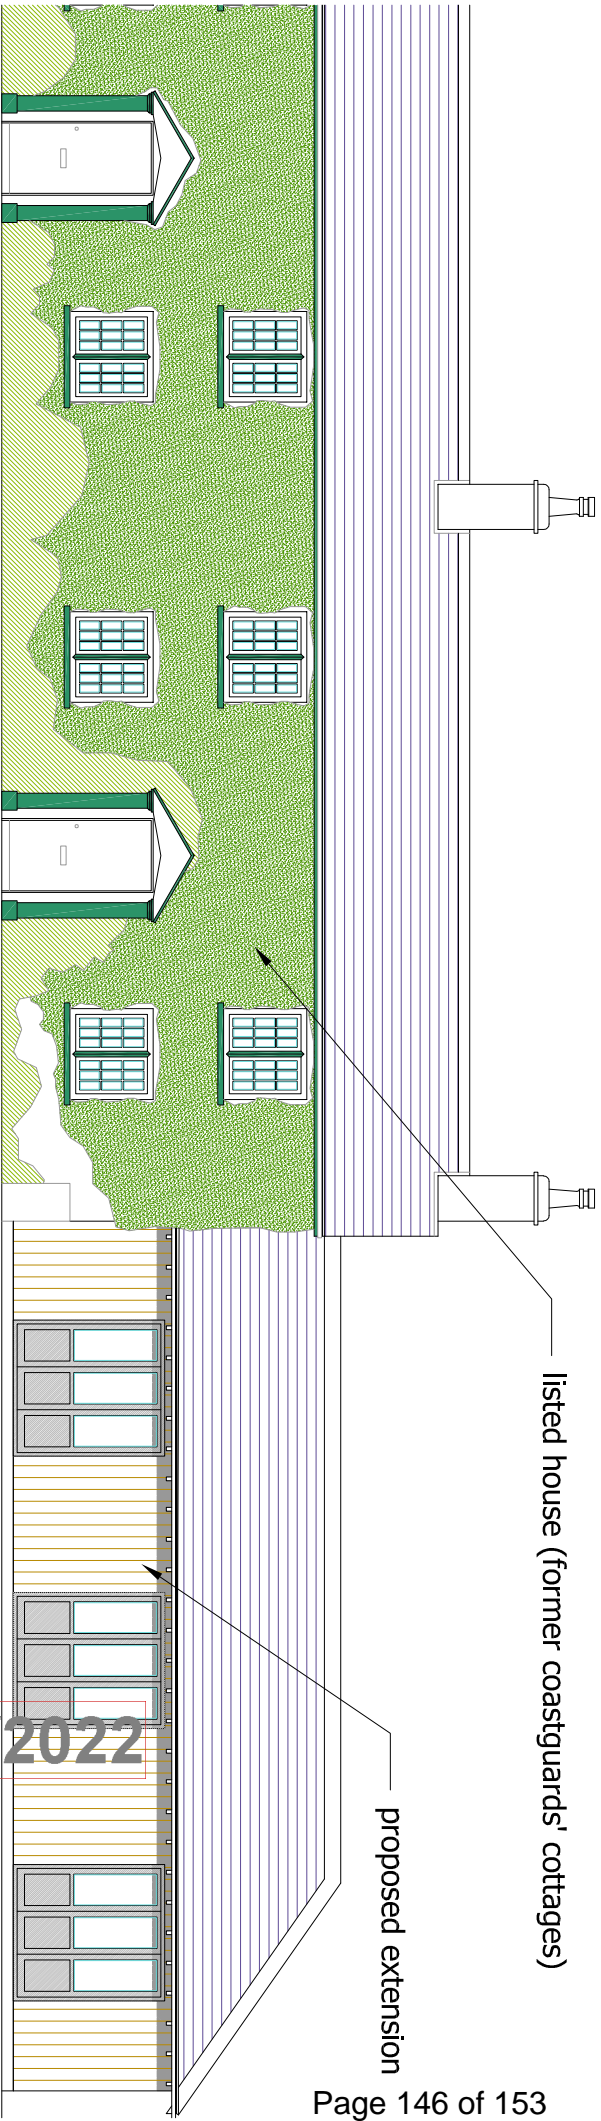 listed house (former coastguards' cottages)
proposed extension
2022
Page 146 of 153